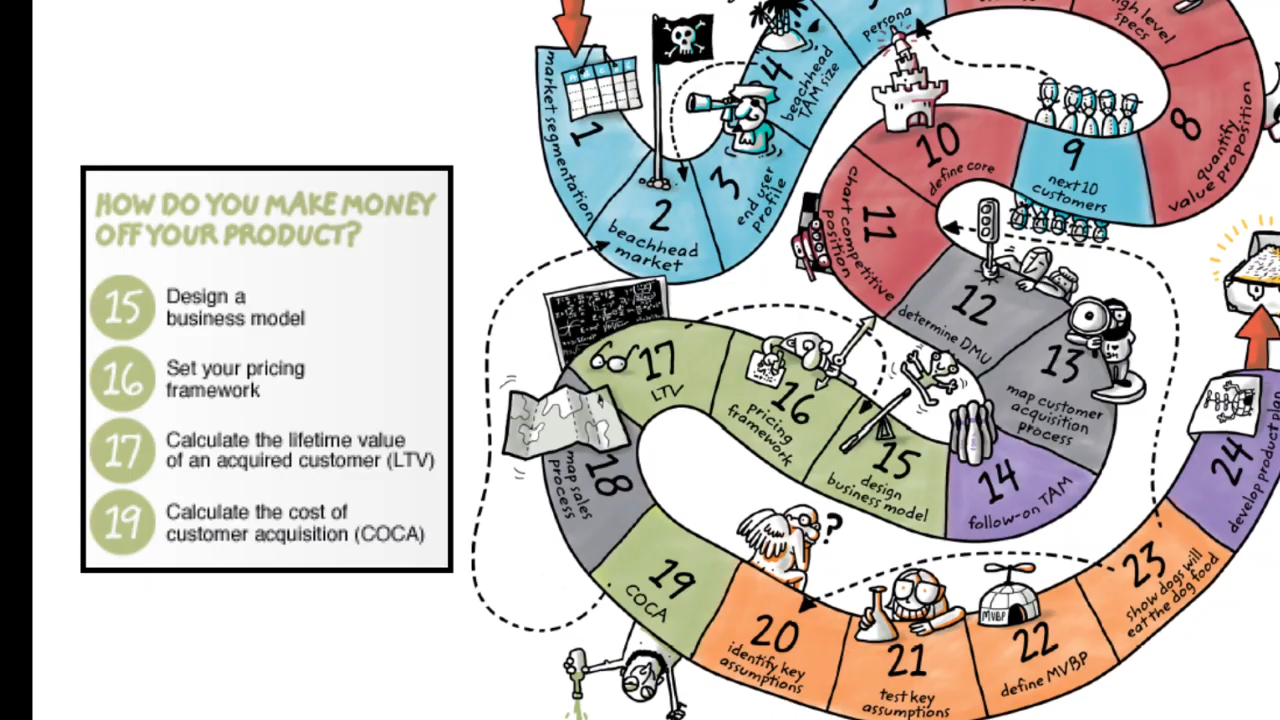 HOW DO YOU MAKE MONEY
OFF YOUR PRODUCT?
15
Design a
business model
16
Set your pricing
framework
17
Calculate the lifetime value
of an acquired customer (LTV)
19
Calculate the cost of
customer acquisition (COCA)
1
market segmentation
2
beachhead
market
3
end user
profile
4
beachhead
TAM size
persona
high level
specs
8
quantify
value proposition
9
next 10
customers
10
define core
11
chart competitive
position
12
determine DMU
13
map customer
acquisition
process
14
follow-on TAM
15
design
business model
16
pricing
framework
17
LTV
18
map sales
process
19
COCA
20
identify key
assumptions
?
21
test key
assumptions
22
define MVBP
MVBP
23
show dogs will
eat the dog food
24
develop product plan